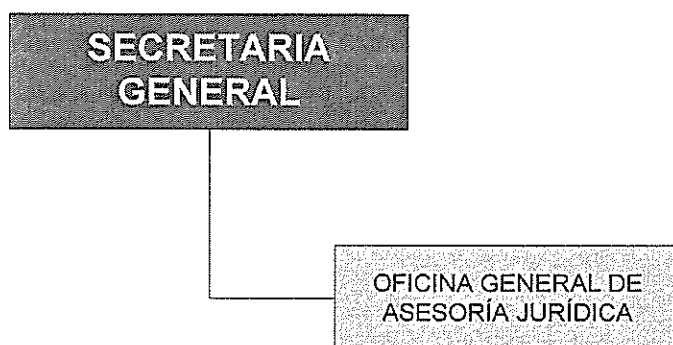 SECRETARIA
GENERAL
OFICINA GENERAL DE
ASESORÍA JURÍDICA